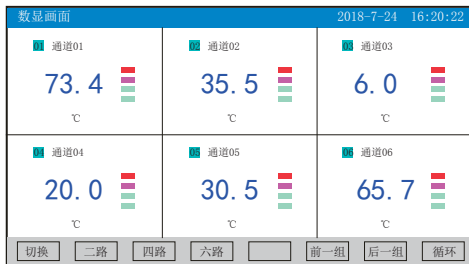 数显画面 2018-7-24 16:20:22
01 通道01 02 通道02 03 通道03
73.4 35.5 6.0
℃ ℃ ℃
04 通道04 05 通道05 06 通道06
20.0 30.5 65.7
℃ ℃ ℃
切换 二路 四路 六路 前一组 后一组 循环